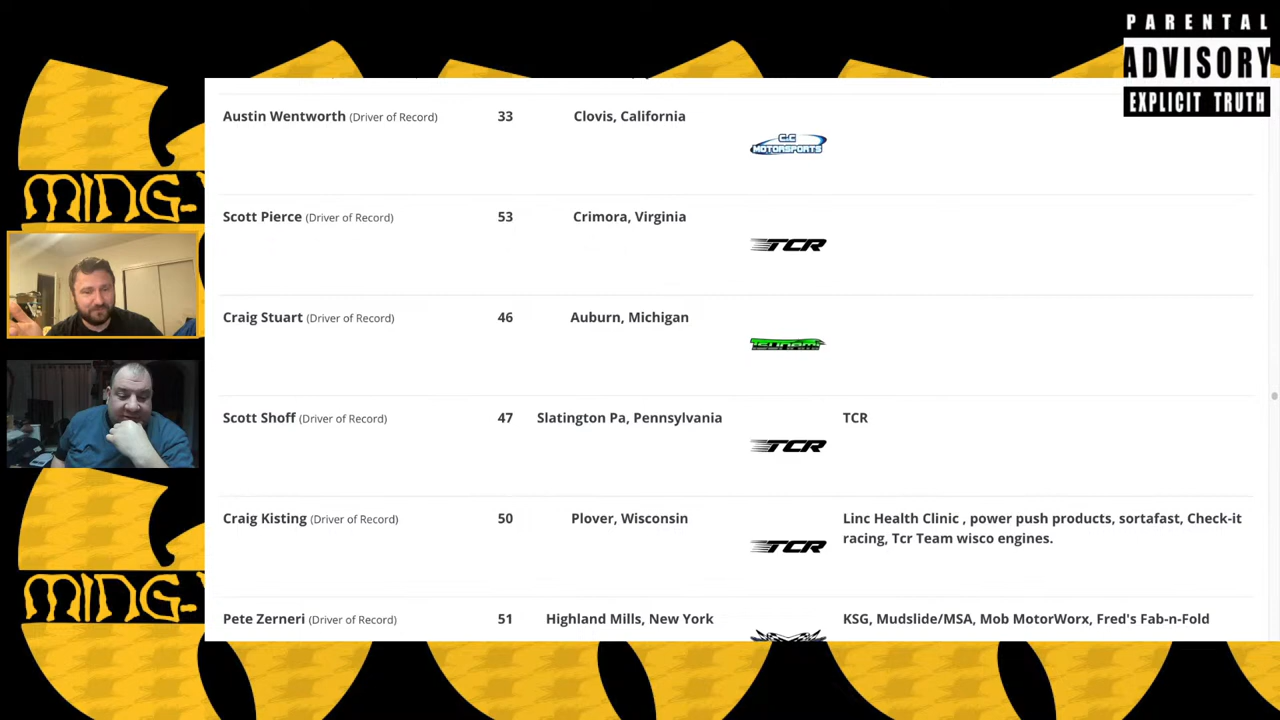 PARENTAL
ADVISORY
EXPLICIT TRUTH
MING-
MING-
Austin Wentworth (Driver of Record) 33 Clovis, California
C.C MOTORSPORTS
Scott Pierce (Driver of Record) 53 Crimora, Virginia
TCR
Craig Stuart (Driver of Record) 46 Auburn, Michigan
TSUNAMI
Scott Shoff (Driver of Record) 47 Slatington Pa, Pennsylvania TCR
TCR
Craig Kisting (Driver of Record) 50 Plover, Wisconsin Linc Health Clinic , power push products, sortafast, Check-it
racing, Tcr Team wisco engines.
TCR
Pete Zerneri (Driver of Record) 51 Highland Mills, New York KSG, Mudslide/MSA, Mob MotorWorx, Fred's Fab-n-Fold